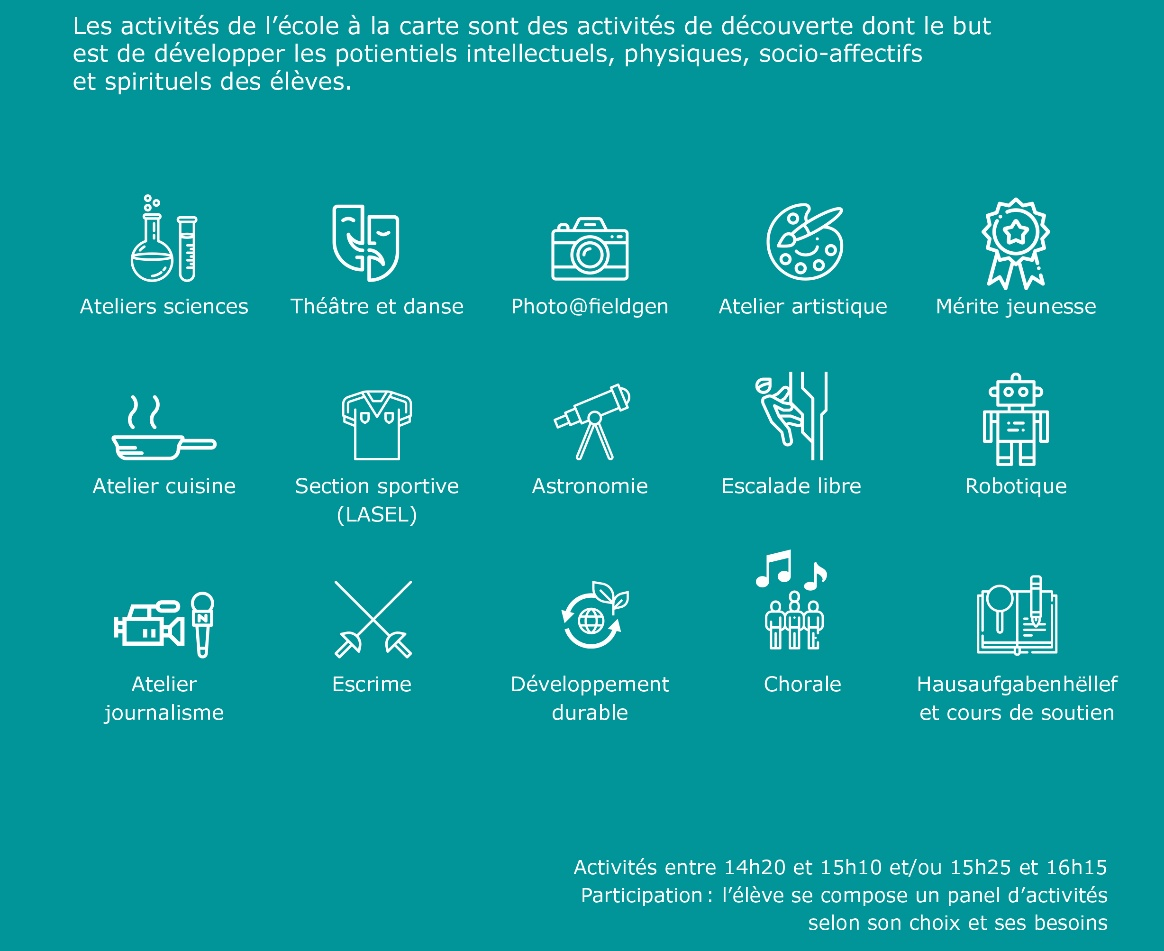 Les activités de l’école à la carte sont des activités de découverte dont le but
est de développer les potientiels intellectuels, physiques, socio-affectifs
et spirituels des élèves.
Ateliers sciences
Théâtre et danse
Photo@fieldgen
Atelier artistique
Mérite jeunesse
Atelier cuisine
Section sportive
(LASEL)
Astronomie
Escalade libre
Robotique
N
Atelier
journalisme
Escrime
Développement
durable
Chorale
Hausaufgabenhëllef
et cours de soutien
Activités entre 14h20 et 15h10 et/ou 15h25 et 16h15
Participation : l’élève se compose un panel d’activités
selon son choix et ses besoins